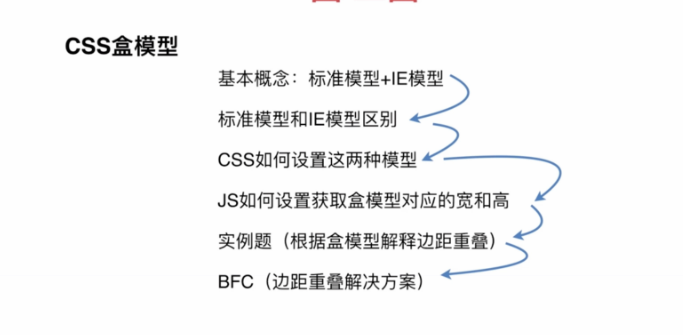 CSS盒模型
基本概念：标准模型+IE模型
标准模型和IE模型区别
CSS如何设置这两种模型
JS如何设置获取盒模型对应的宽和高
实例题（根据盒模型解释边距重叠）
BFC（边距重叠解决方案）